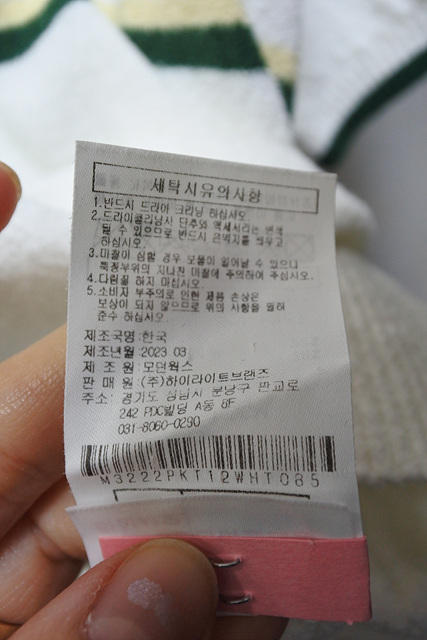 세탁시유의사항
1.반드시 드라이 크리닝 하십시오
2.드라이클리닝시 단추와 액세서리는 변색
될 수 있으므로 반드시 은박지를 씌우고
하십시오.
3.마찰이 심할 경우 보풀이 일어날 수 있으니
특정부위의 지나친 마찰에 주의하여 주십시오.
4.다림질 하지 마십시오.
5.소비자 부주의로 인한 제품 손상은
보상이 되지 않으므로 위의 사항을 필히
준수 하십시오.
제조국명:한국
제조년월:2023 03
제 조 원:모던웍스
판 매 원:(주)하이라이트브랜즈
주소: 경기도 성남시 분당구 판교로
242 PDC빌딩 A동 8F
031-8060-0290
M3222PKT12WHT085